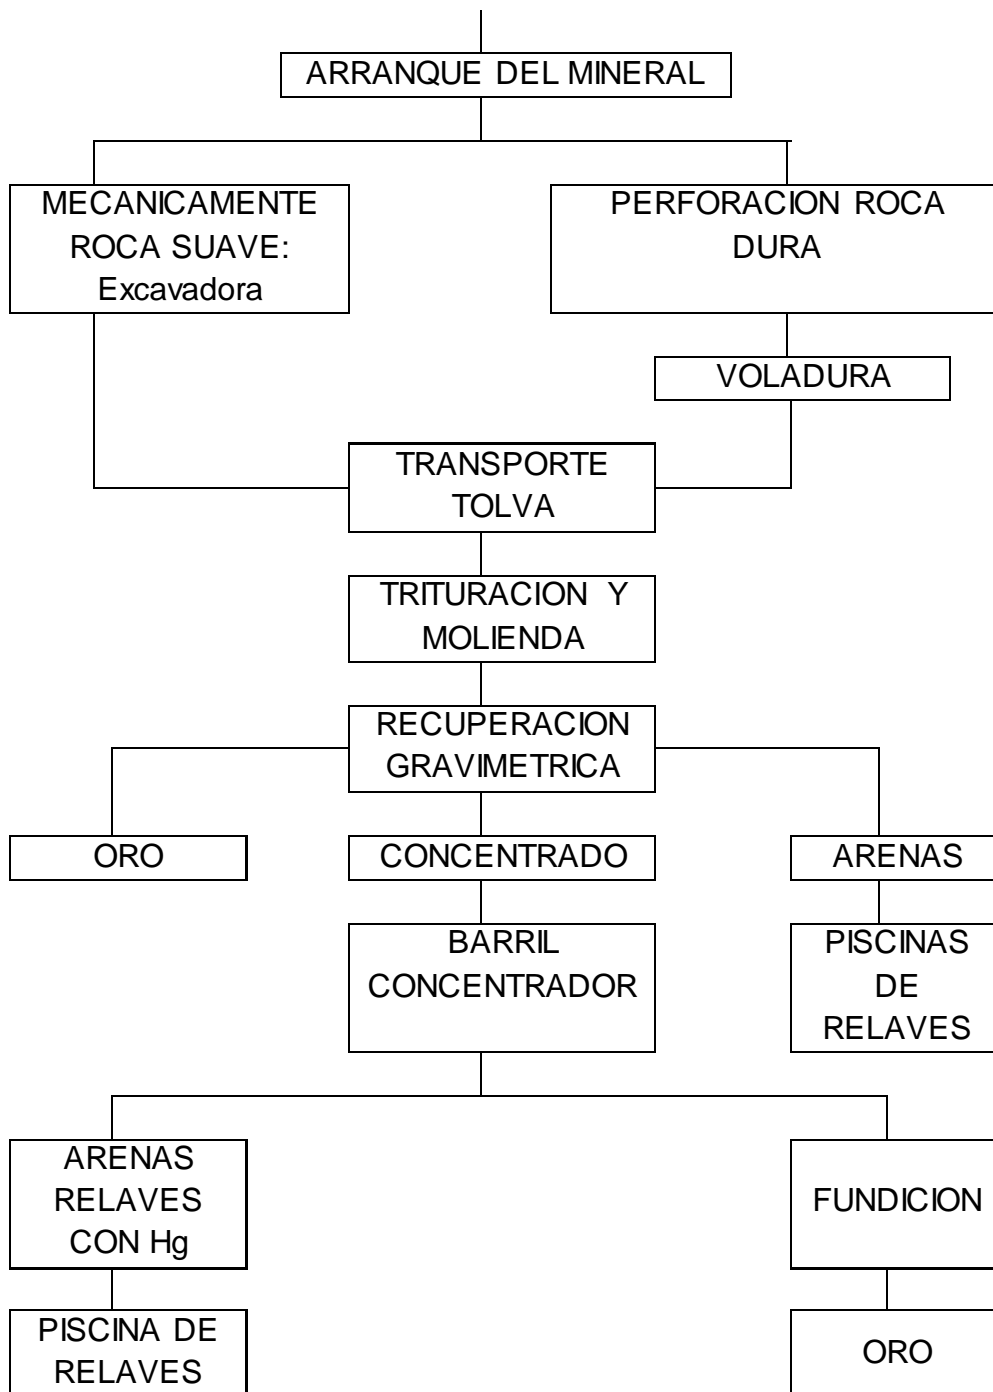 ARRANQUE DEL MINERAL
MECANICAMENTE
ROCA SUAVE:
Excavadora
PERFORACION ROCA
DURA
VOLADURA
TRANSPORTE
TOLVA
TRITURACION Y
MOLIENDA
RECUPERACION
GRAVIMETRICA
ORO
CONCENTRADO
ARENAS
BARRIL
CONCENTRADOR
PISCINAS
DE
RELAVES
ARENAS
RELAVES
CON Hg
FUNDICION
PISCINA DE
RELAVES
ORO